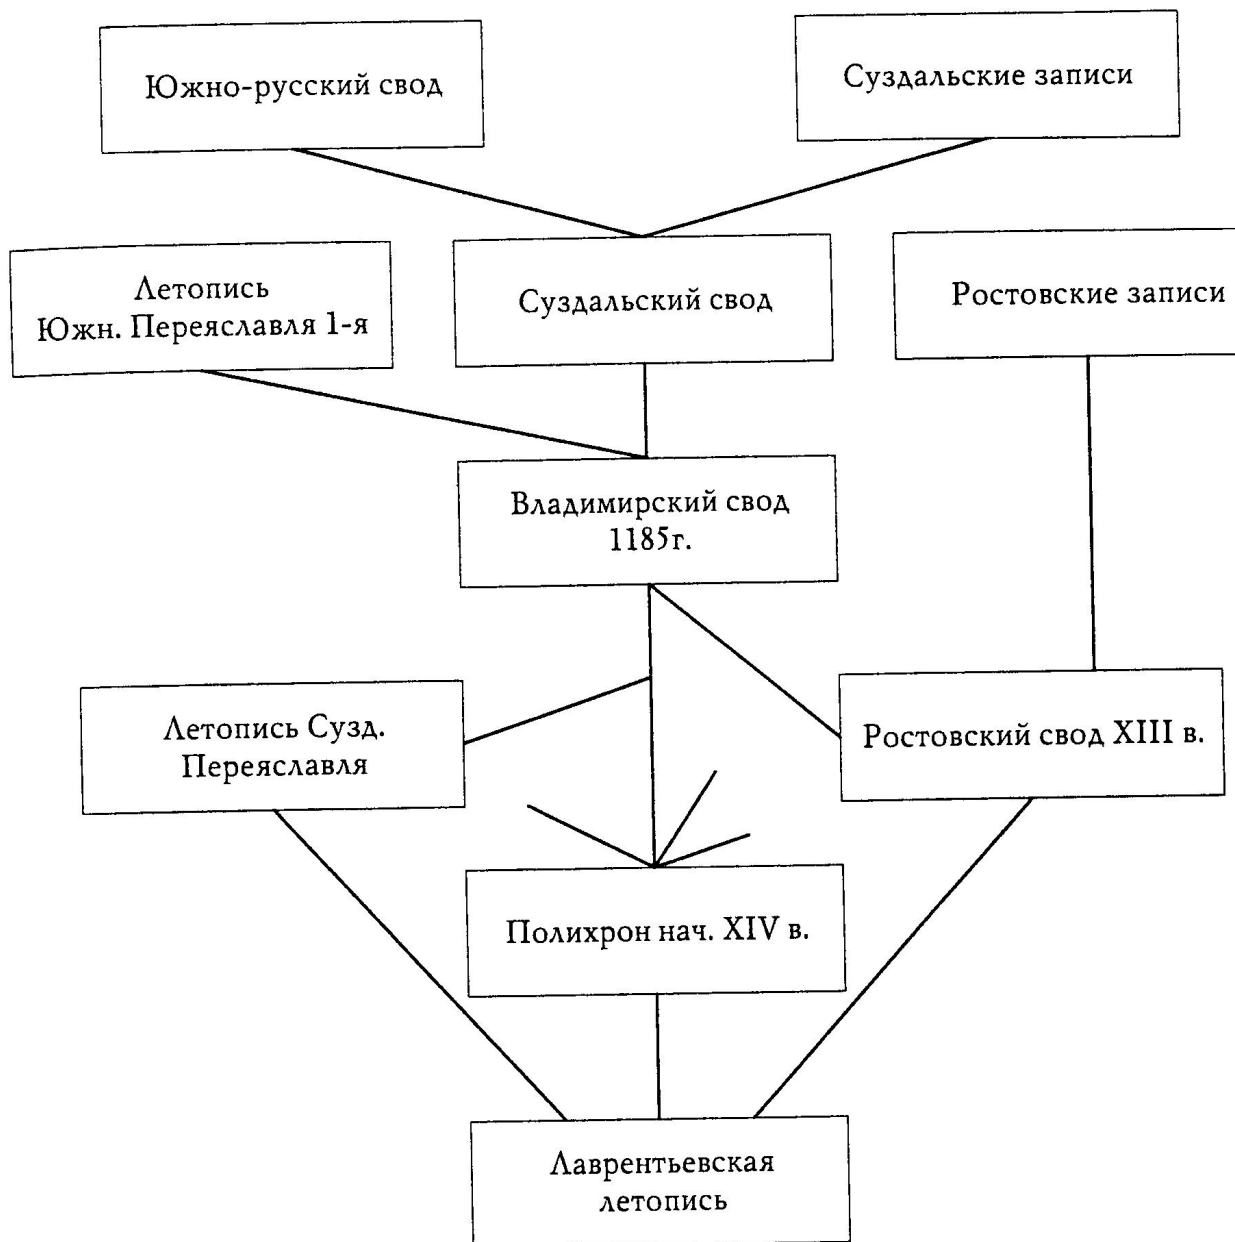 Южно-русский свод
Суздальские записи
Летопись
Южн. Переяславля 1-я
Суздальский свод
Ростовские записи
Владимирский свод
1185г.
Летопись Сузд.
Переяславля
Ростовский свод XIII в.
Полихрон нач. XIV в.
Лаврентьевская
летопись